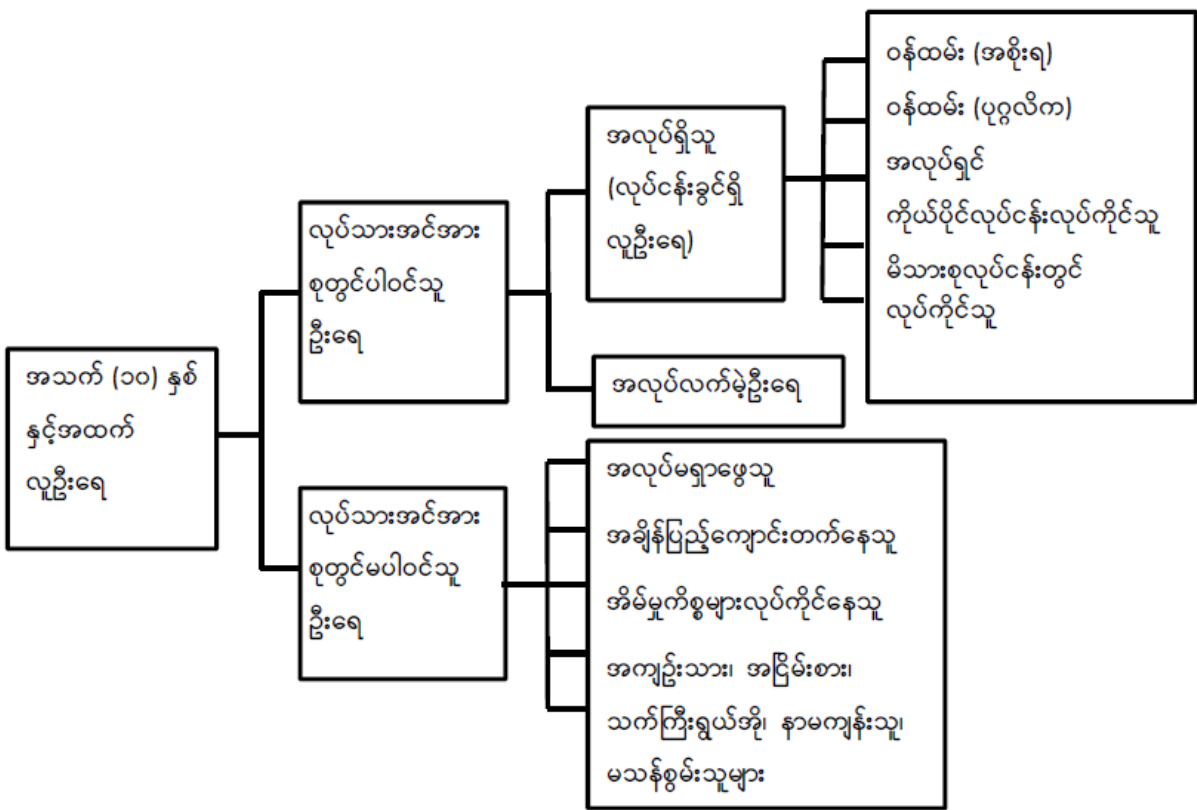 အသက် (၁၀) နှစ်
နှင့်အထက်
လူဦးရေ
လုပ်သားအင်အား
စုတွင်ပါဝင်သူ
ဦးရေ
လုပ်သားအင်အား
စုတွင်မပါဝင်သူ
ဦးရေ
အလုပ်ရှိသူ
(လုပ်ငန်းခွင်ရှိ
လူဦးရေ)
အလုပ်လက်မဲ့ဦးရေ
ဝန်ထမ်း (အစိုးရ)
ဝန်ထမ်း (ပုဂ္ဂလိက)
အလုပ်ရှင်
ကိုယ်ပိုင်လုပ်ငန်းလုပ်ကိုင်သူ
မိသားစုလုပ်ငန်းတွင်
လုပ်ကိုင်သူ
အလုပ်မရှာဖွေသူ
အချိန်ပြည့်ကျောင်းတက်နေသူ
အိမ်မှုကိစ္စများလုပ်ကိုင်နေသူ
အကျဥ်းသား၊ အငြိမ်းစား၊
သက်ကြီးရွယ်အို၊ နာမကျန်းသူ၊
မသန်စွမ်းသူများ